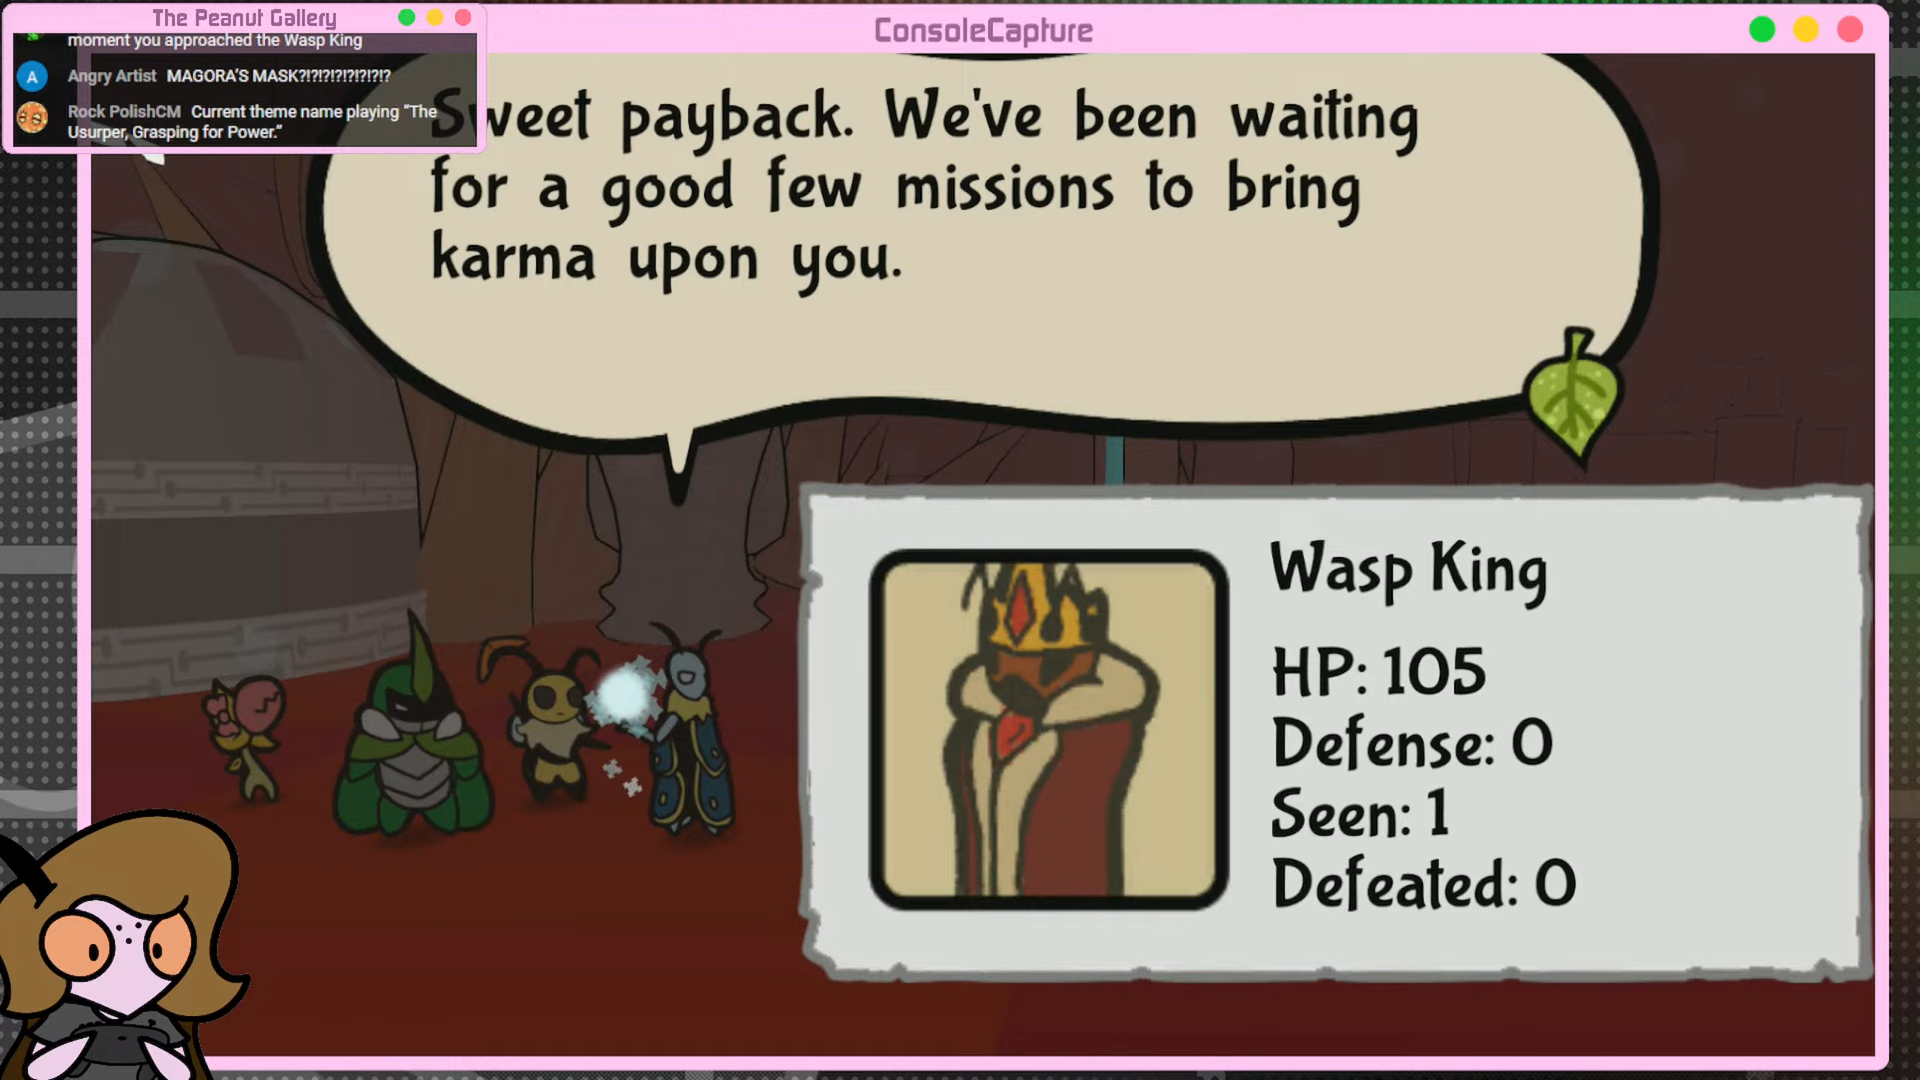 The Peanut Gallery
moment you approached the Wasp King
A
Angry Artist MAGORA'S MASK?!?!?!?!?!?!?!?
Rock PolishCM Current theme name playing "The
Usurper, Grasping for Power."
ConsoleCapture
Sweet payback. We've been waiting
for a good few missions to bring
karma upon you.
Wasp King
HP: 105
Defense: 0
Seen: 1
Defeated: 0